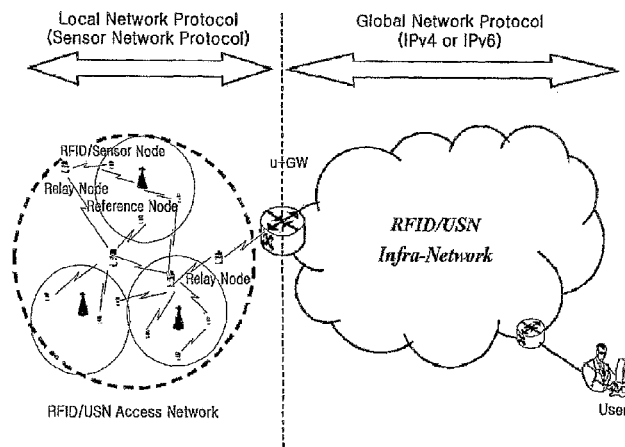 Local Network Protocol
(Sensor Network Protocol)
Global Network Protocol
(IPv4 or IPv6)
RFID/Sensor Node
Relay Node
Reference Node
Relay Node
u-GW
RFID/USN
Infra-Network
RFID/USN Access Network
User